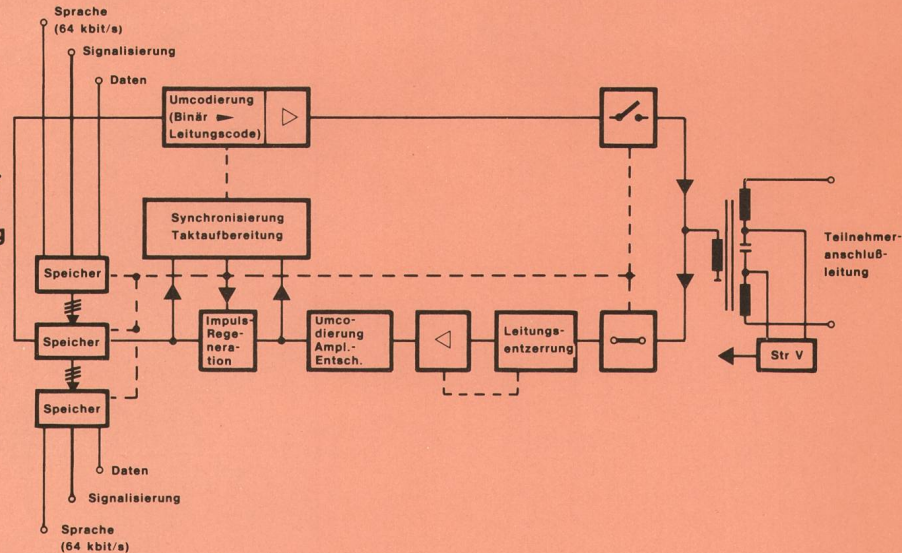 Sprache
(64 kbit/s)
Signalisierung
Daten
Umcodierung
(Binär
Leitungscode)
Synchronisierung
Taktaufbereitung
g
Speicher
Speicher
Speicher
Impuls-
Rege-
nera-
tion
Umco-
dierung
Ampl.-
Entsch.
Leitungs-
entzerrung
Teilnehmer-
anschluß-
leitung
Str V
Daten
Signalisierung
Sprache
(64 kbit/s)